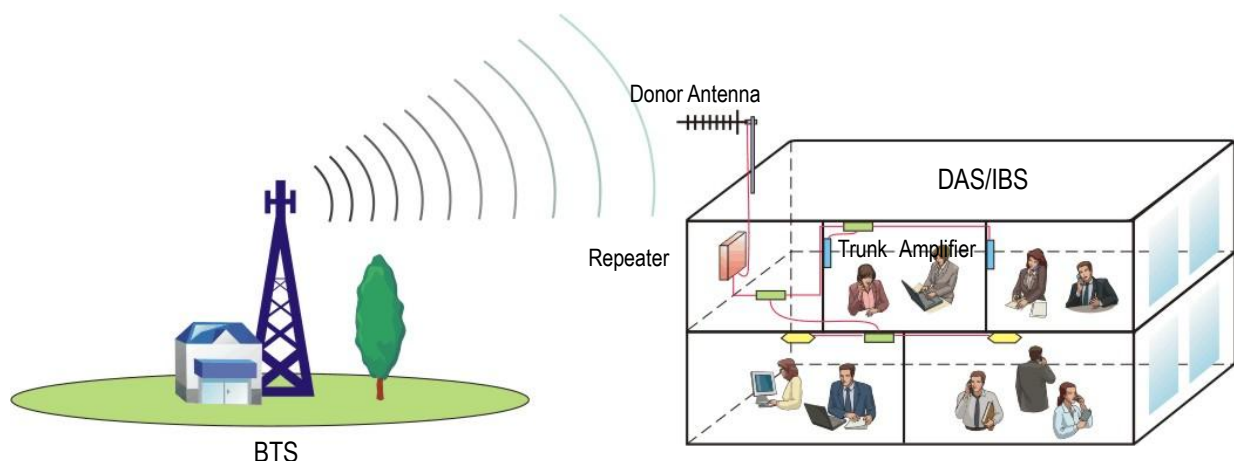 Donor Antenna
DAS/IBS
Repeater
Trunk Amplifier
BTS